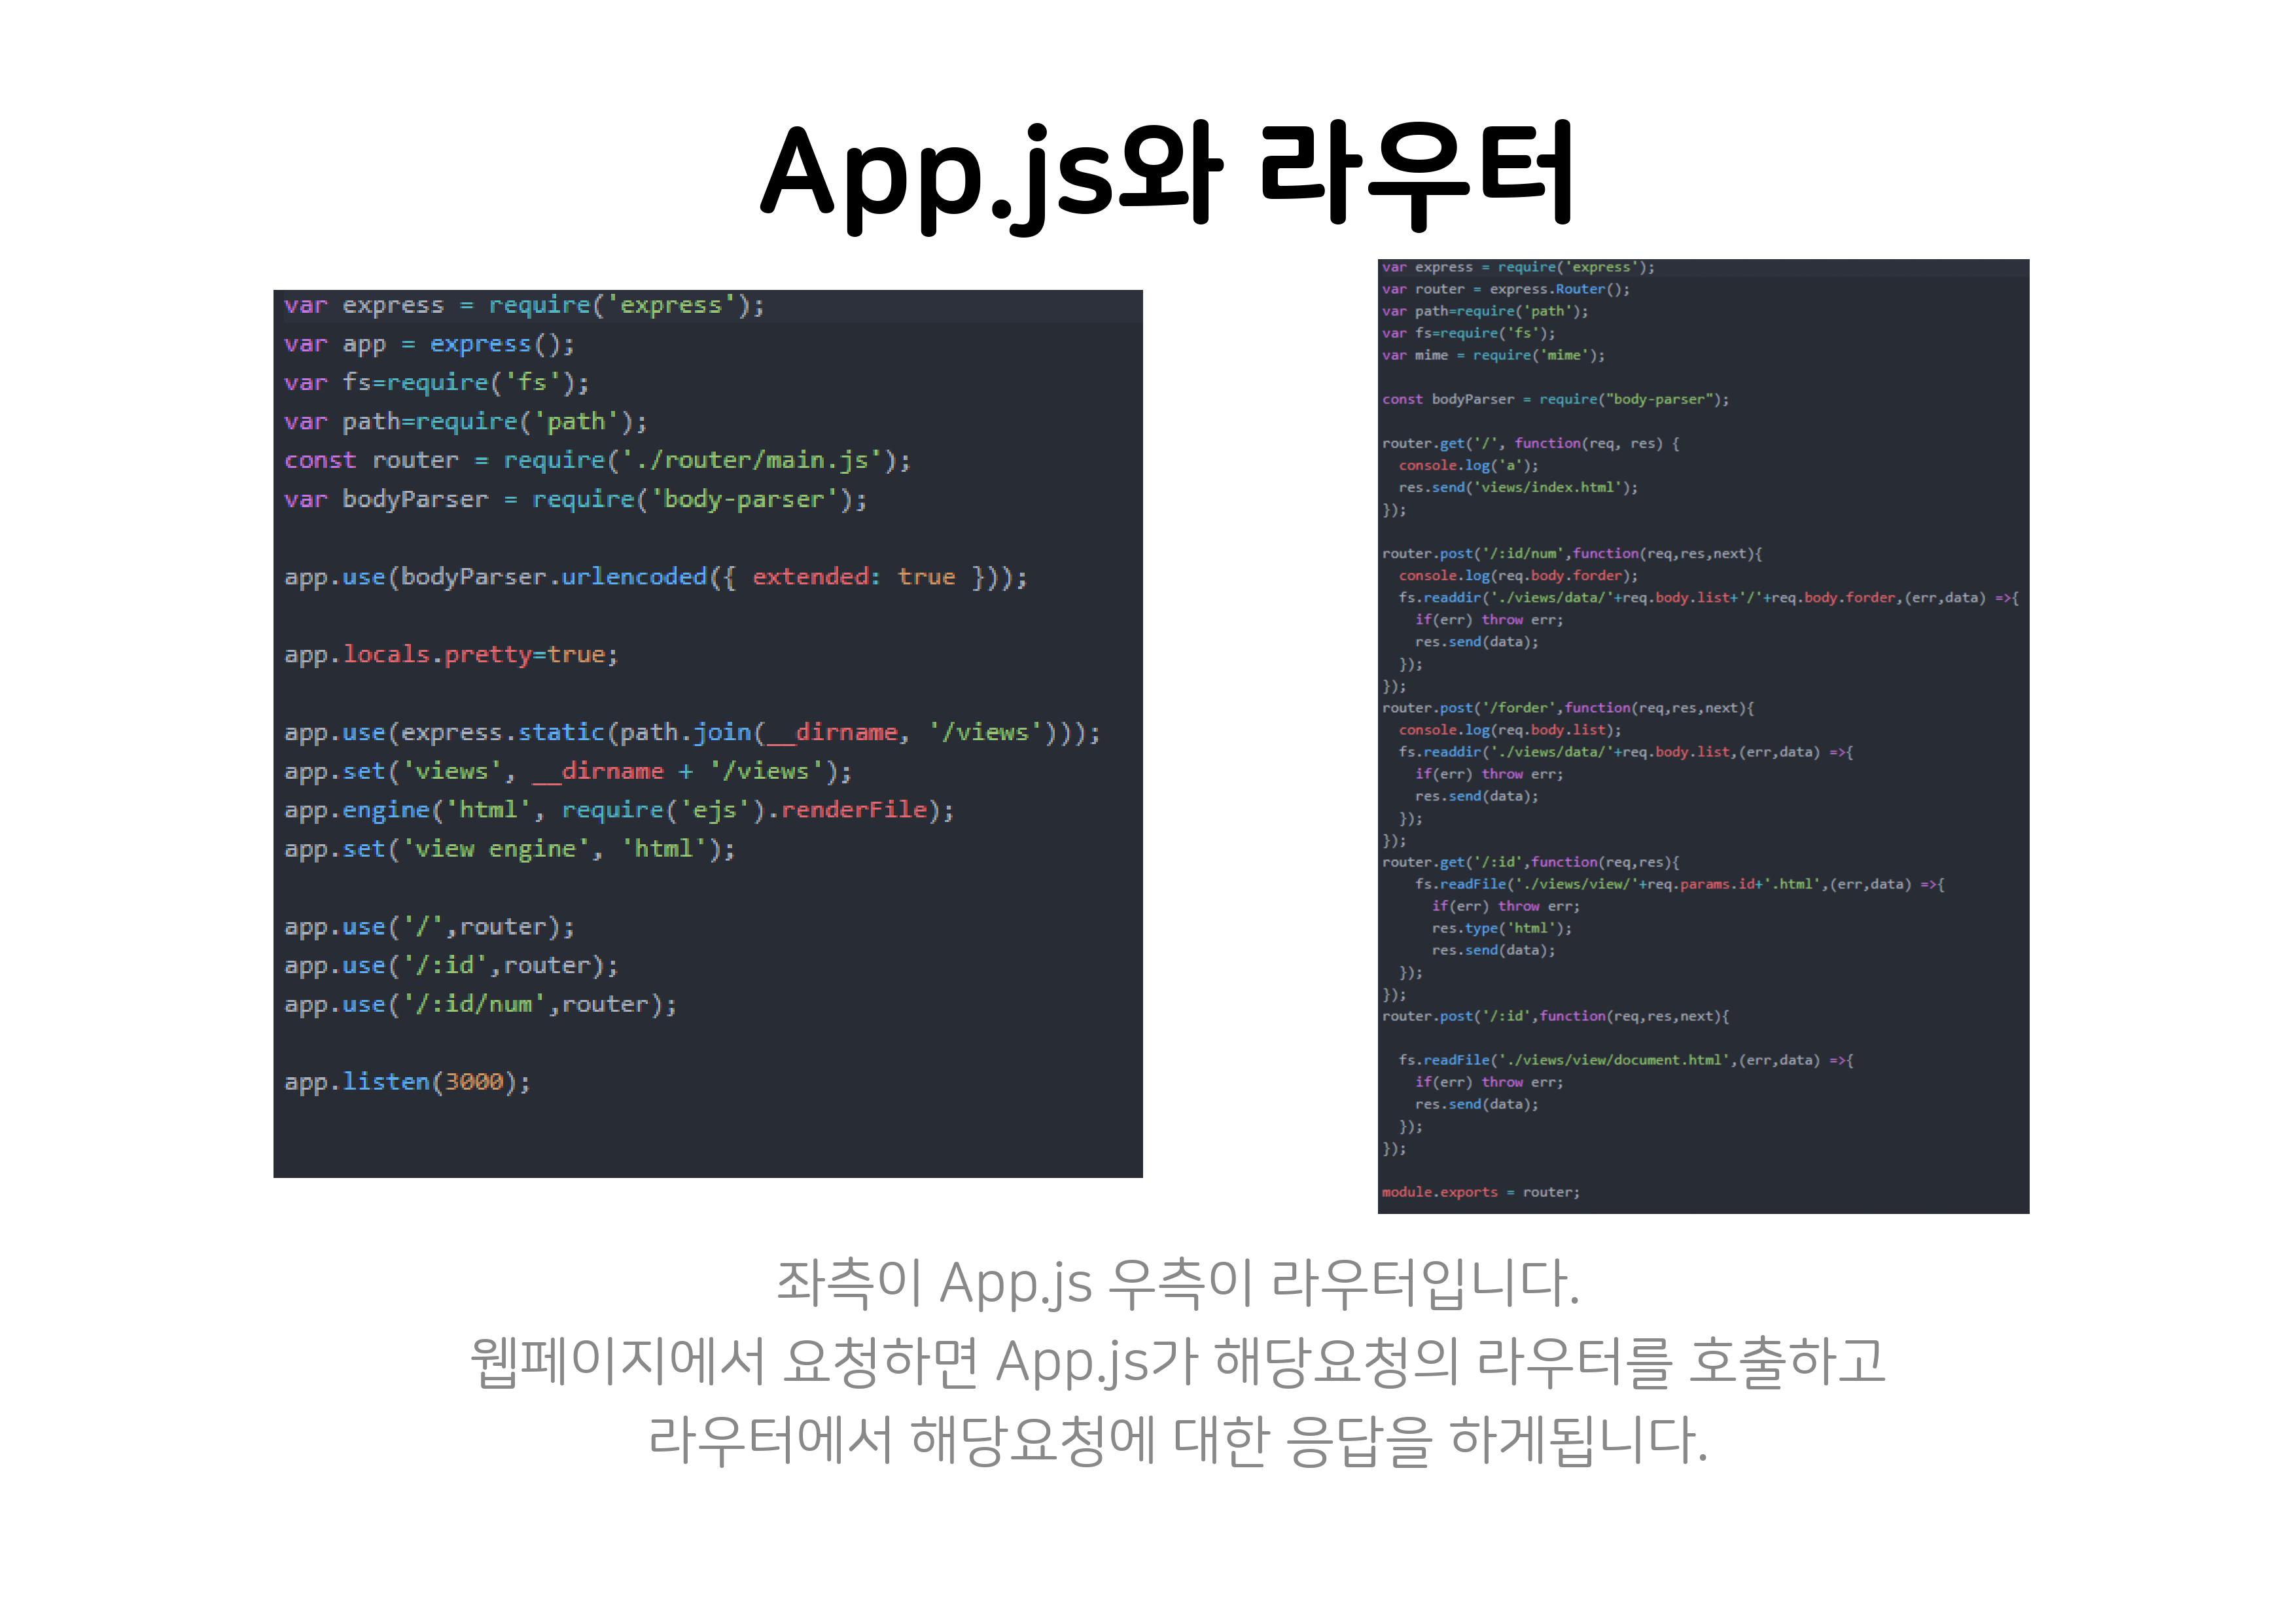 App.js와 라우터
var express = require('express');
var app = express();
var fs=require('fs');
var path=require('path');
const router = require('./router/main.js');
var bodyParser = require('body-parser');
app.use(bodyParser.urlencoded({ extended: true }));
app.locals.pretty=true;
app.use(express.static(path.join(__dirname, '/views')));
app.set('views', __dirname + '/views');
app.engine('html', require('ejs').renderFile);
app.set('view engine', 'html');
app.use('/',router);
app.use('/:id',router);
app.use('/:id/num',router);
app.listen(3000);
var express = require('express');
var router = express.Router();
var path=require('path');
var fs=require('fs');
var mime = require('mime');
const bodyParser = require("body-parser");
router.get('/', function(req, res) {
  console.log('a');
  res.send('views/index.html');
});
router.post('/:id/num',function(req,res,next){
  console.log(req.body.forder);
  fs.readdir('./views/data/'+req.body.list+'/'+req.body.forder,(err,data) =>{
    if(err) throw err;
    res.send(data);
  });
});
router.post('/forder',function(req,res,next){
  console.log(req.body.list);
  fs.readdir('./views/data/'+req.body.list,(err,data) =>{
    if(err) throw err;
    res.send(data);
  });
});
router.get('/:id',function(req,res){
    fs.readFile('./views/view/'+req.params.id+'.html',(err,data) =>{
      if(err) throw err;
      res.type('html');
      res.send(data);
  });
});
router.post('/:id',function(req,res,next){
  fs.readFile('./views/view/document.html',(err,data) =>{
    if(err) throw err;
    res.send(data);
  });
});
module.exports = router;
좌측이 App.js 우측이 라우터입니다.
웹페이지에서 요청하면 App.js가 해당요청의 라우터를 호출하고
라우터에서 해당요청에 대한 응답을 하게됩니다.